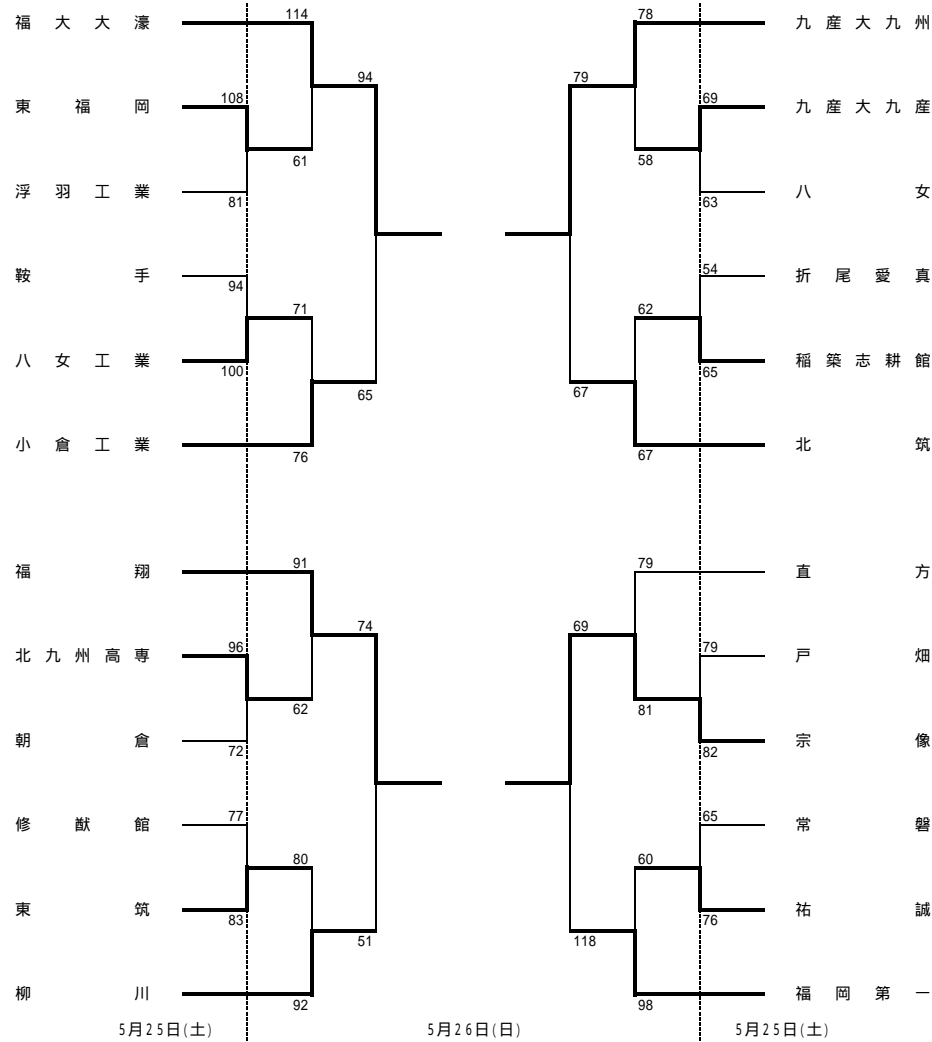 福大大濠 114 78 九産大九州
94 79
東福岡 108 69 九産大九産
61 58
浮羽工業 81 63 八女
鞍手 94 54 折尾愛真
71 62
八女工業 100 65 稲築志耕館
65 67
小倉工業 76 67 北筑
福翔 91 79 直方
74 69
北九州高専 96 79 戸畑
62 81
朝倉 72 82 宗像
修猷館 77 65 常磐
80 60
東筑 83 76 祐誠
51 118
柳川 92 98 福岡第一
5月25日(土) 5月26日(日) 5月25日(土)